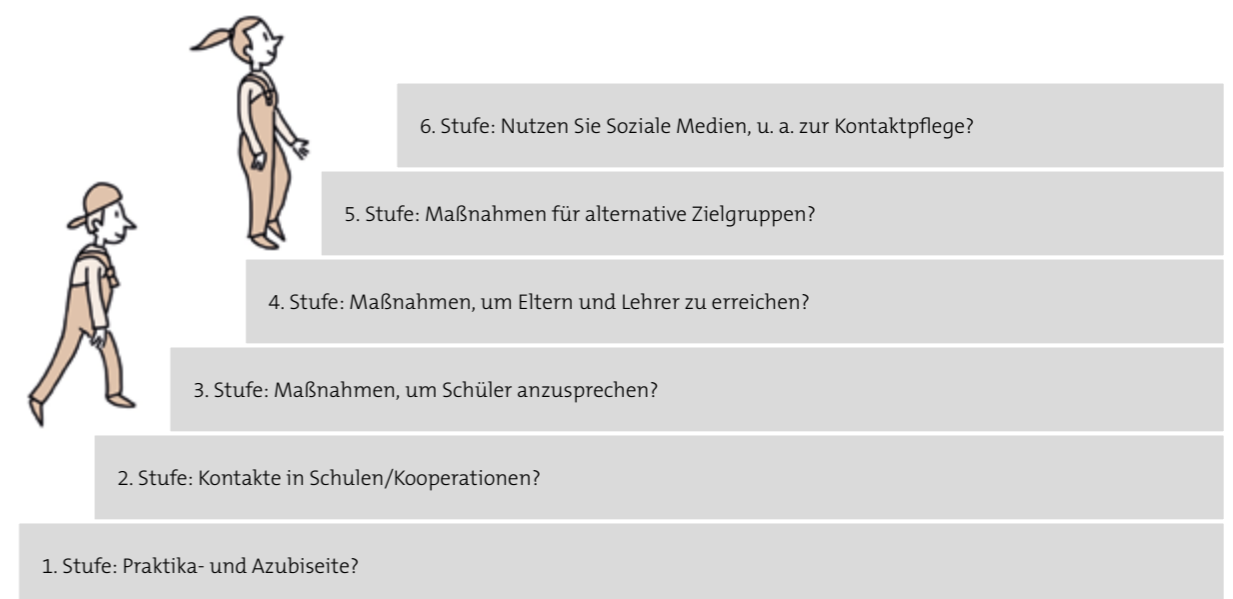 6. Stufe: Nutzen Sie Soziale Medien, u. a. zur Kontaktpflege?
5. Stufe: Maßnahmen für alternative Zielgruppen?
4. Stufe: Maßnahmen, um Eltern und Lehrer zu erreichen?
3. Stufe: Maßnahmen, um Schüler anzusprechen?
2. Stufe: Kontakte in Schulen/Kooperationen?
1. Stufe: Praktika- und Azubiseite?